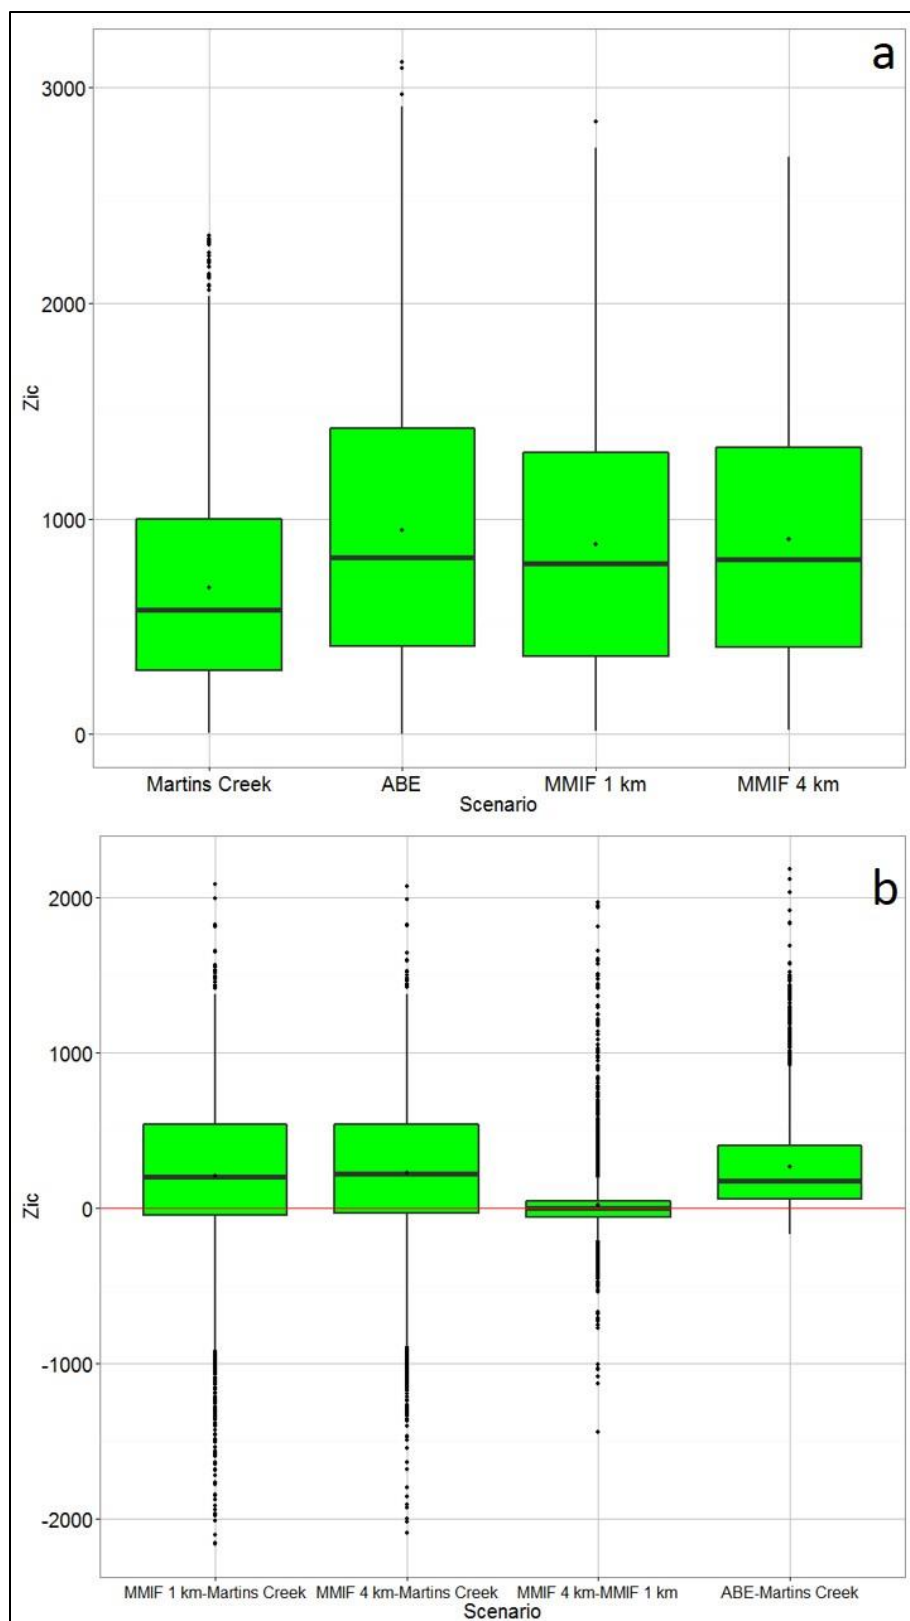 a
3000
2000
Zic
1000
0
Martins Creek ABE MMIF 1 km MMIF 4 km
Scenario
b
2000
1000
Zic
0
-1000
-2000
MMIF 1 km-Martins Creek MMIF 4 km-Martins Creek MMIF 4 km-MMIF 1 km ABE-Martins Creek
Scenario